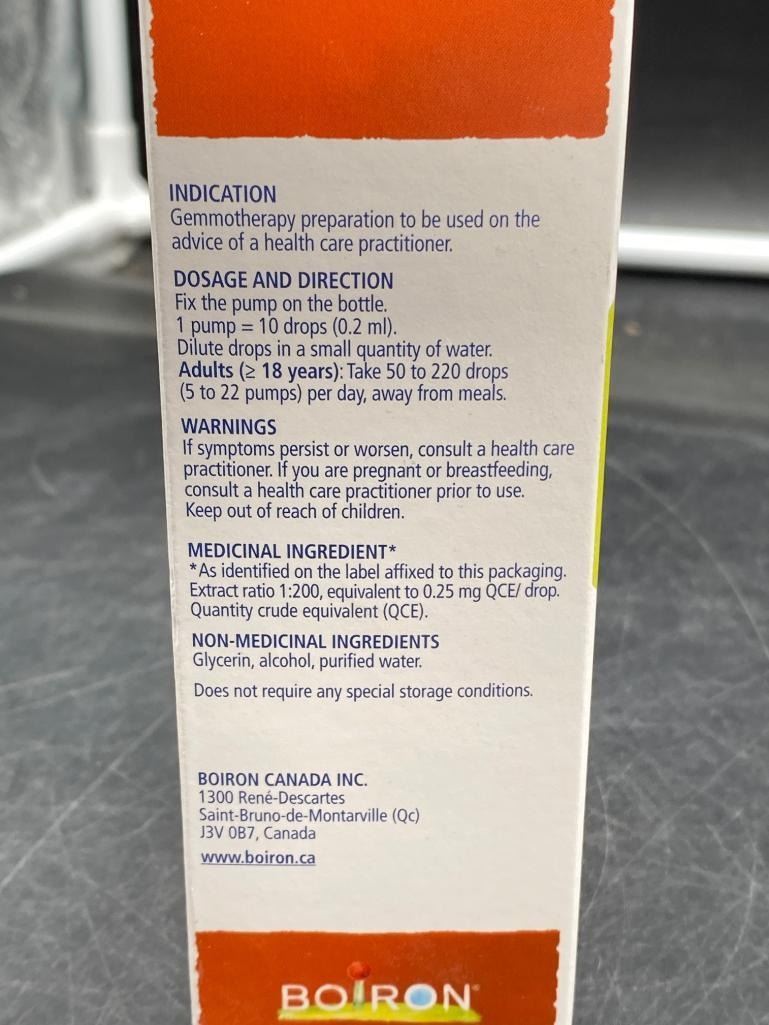 INDICATION
Gemmotherapy preparation to be used on the
advice of a health care practitioner.
DOSAGE AND DIRECTION
Fix the pump on the bottle.
1 pump = 10 drops (0.2 ml).
Dilute drops in a small quantity of water.
Adults (≥ 18 years): Take 50 to 220 drops
(5 to 22 pumps) per day, away from meals.
WARNINGS
If symptoms persist or worsen, consult a health care
practitioner. If you are pregnant or breastfeeding,
consult a health care practitioner prior to use.
Keep out of reach of children.
MEDICINAL INGREDIENT*
*As identified on the label affixed to this packaging.
Extract ratio 1:200, equivalent to 0.25 mg QCE/ drop.
Quantity crude equivalent (QCE).
NON-MEDICINAL INGREDIENTS
Glycerin, alcohol, purified water.
Does not require any special storage conditions.
BOIRON CANADA INC.
1300 René-Descartes
Saint-Bruno-de-Montarville (Qc)
J3V 0B7, Canada
www.boiron.ca
BOIRON®